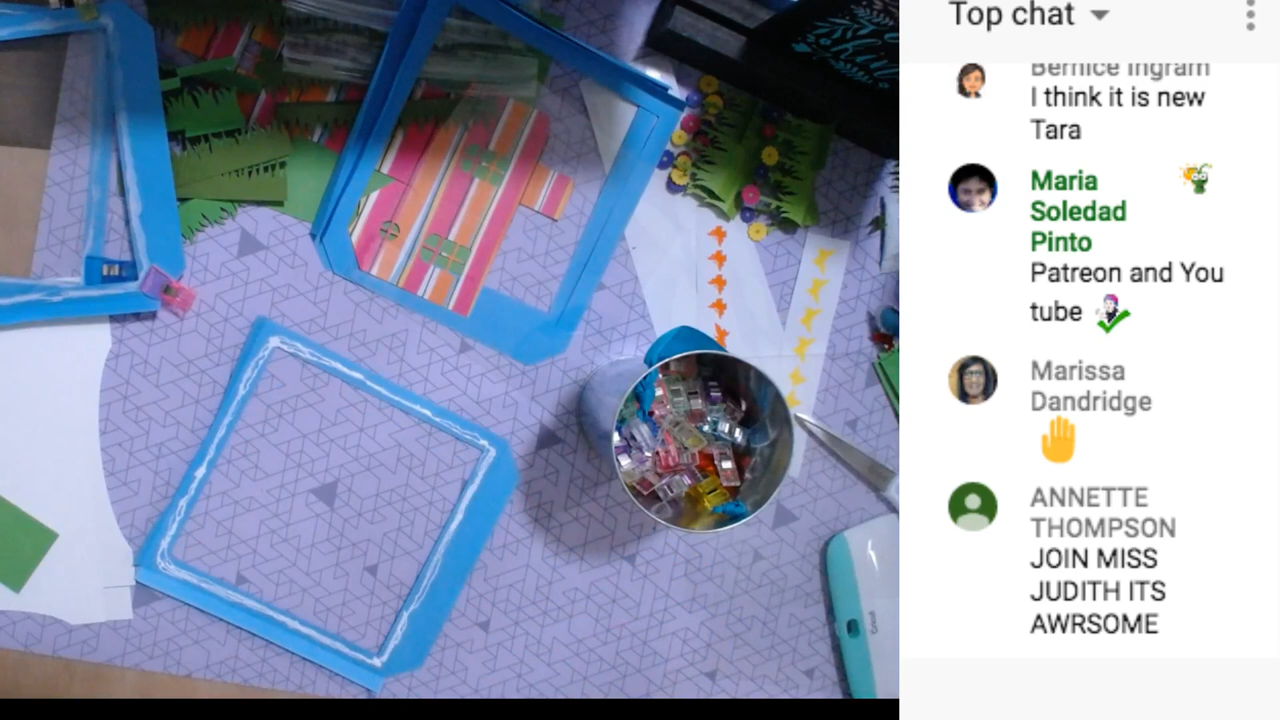 Top chat
Bernice Ingram
I think it is new
Tara
Maria
Soledad
Pinto
Patreon and You
tube
Marissa
Dandridge
ANNETTE
THOMPSON
JOIN MISS
JUDITH ITS
AWRSOME
Cricut